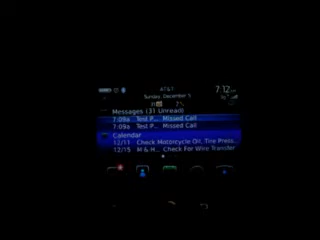 AT&T
7:12
Sunday, December 5
Messages (31 Unread)
7:09a Test P... Missed Call
7:09a Test P... Missed Call
Calendar
12/11 Check Motorcycle Oil, Tire Press...
12/15 M & H... Check For Wire Transfer